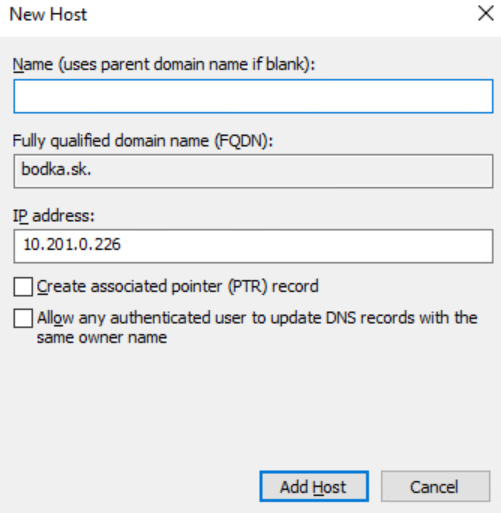 New Host
Name (uses parent domain name if blank):
Fully qualified domain name (FQDN):
bodka.sk.
IP address:
10.201.0.226
Create associated pointer (PTR) record
Allow any authenticated user to update DNS records with the
same owner name
Add Host
Cancel